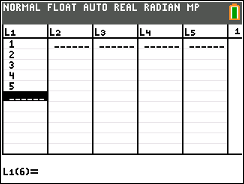 NORMAL FLOAT AUTO REAL RADIAN MP
L1 L2 L3 L4 L5 1
1 ------ ------ ------ ------
2
3
4
5
------
L1(6)=